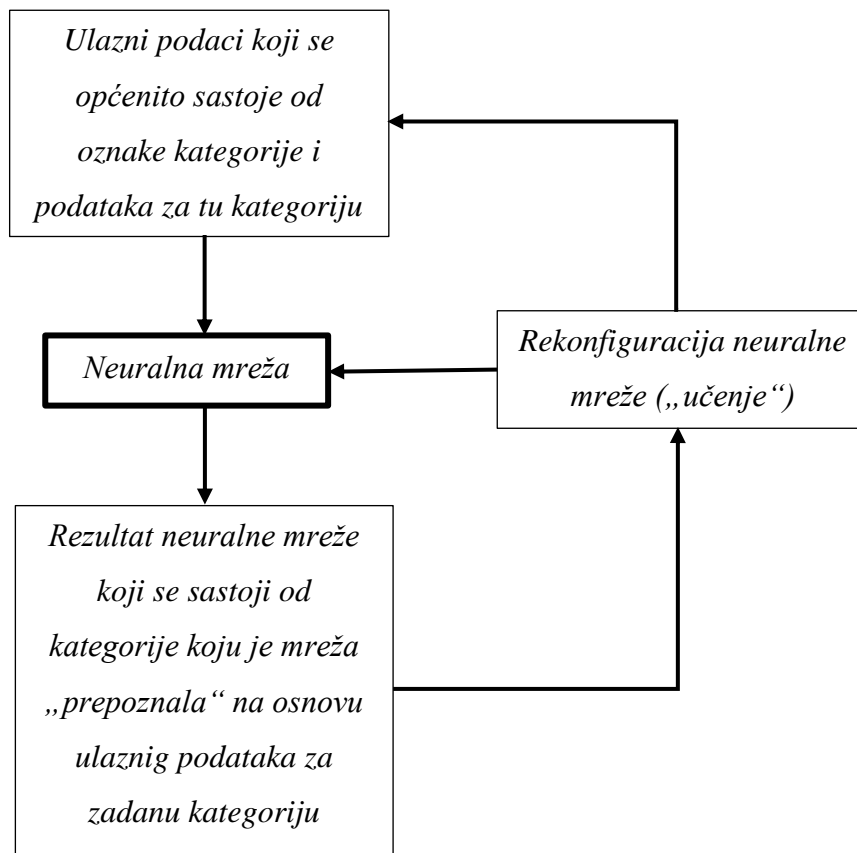 Ulazni podaci koji se
općenito sastoje od
oznake kategorije i
podataka za tu kategoriju
Neuralna mreža
Rekonfiguracija neuralne
mreže („učenje“)
Rezultat neuralne mreže
koji se sastoji od
kategorije koju je mreža
„prepoznala“ na osnovu
ulaznig podataka za
zadanu kategoriju